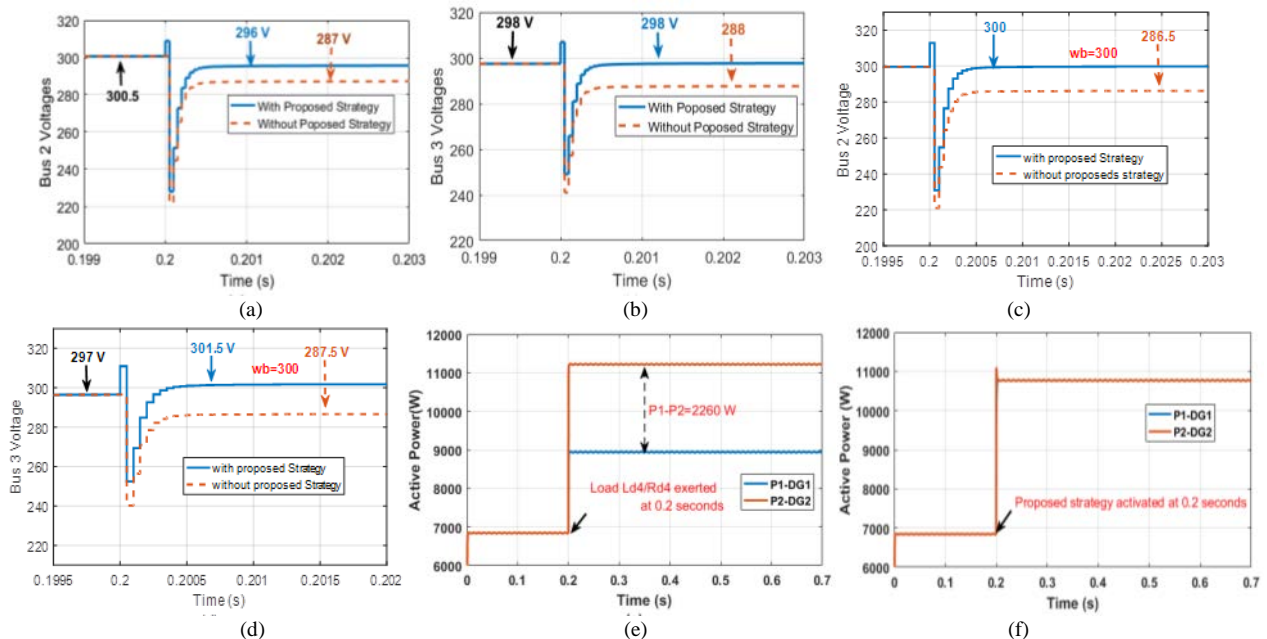 320
300
280
260
240
220
200
Bus 2 Voltages
296 V
287 V
300.5
With Proposed Strategy
Without Poposed Strategy
0.199
0.2
0.201
0.202
0.203
Time (s)
(a)
320
300
280
260
240
220
Bus 3 Voltages
298 V
298 V
288
With Poposed Strategy
Without Poposed Strategy
0.199
0.2
0.201
0.202
0.203
Time (s)
(b)
320
300
280
260
240
220
200
Bus 2 Voltage
300
wb=300
286.5
with proposed Strategy
without proposeds strategy
0.1995
0.2
0.2005
0.201
0.2015
0.202
0.2025
0.203
Time (s)
(c)
320
300
280
260
240
220
Bus 3 Voltage
297 V
301.5 V
wb=300
287.5 V
with proposed Strategy
without proposed Strategy
0.1995
0.2
0.2005
0.201
0.2015
0.202
Time (s)
(d)
12000
11000
10000
9000
8000
7000
6000
Active Power(W)
P1-P2=2260 W
P1-DG1
P2-DG2
Load Ld4/Rd4 exerted
at 0.2 seconds
0
0.1
0.2
0.3
0.4
0.5
0.6
0.7
Time (s)
(e)
12000
11000
10000
9000
8000
7000
6000
Active Power (W)
P1-DG1
P2-DG2
Proposed strategy activated at 0.2 seconds
0
0.1
0.2
0.3
0.4
0.5
0.6
0.7
Time (s)
(f)